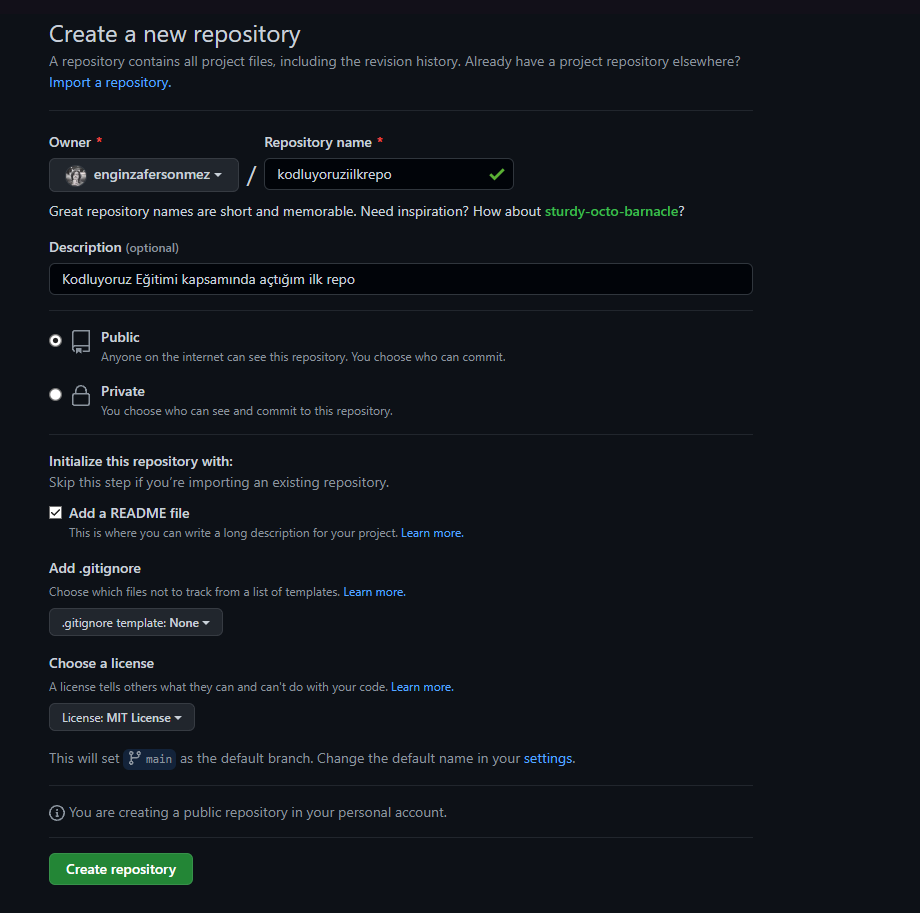 Create a new repository
A repository contains all project files, including the revision history. Already have a project repository elsewhere?
Import a repository.
Owner *
Repository name *
enginzafersonmez
/
kodluyoruziilkrepo
Great repository names are short and memorable. Need inspiration? How about sturdy-octo-barnacle?
Description (optional)
Kodluyoruz Eğitimi kapsamında açtığım ilk repo
Public
Anyone on the internet can see this repository. You choose who can commit.
Private
You choose who can see and commit to this repository.
Initialize this repository with:
Skip this step if you're importing an existing repository.
Add a README file
This is where you can write a long description for your project. Learn more.
Add .gitignore
Choose which files not to track from a list of templates. Learn more.
.gitignore template: None
Choose a license
A license tells others what they can and can't do with your code. Learn more.
License: MIT License
This will set main as the default branch. Change the default name in your settings.
You are creating a public repository in your personal account.
Create repository